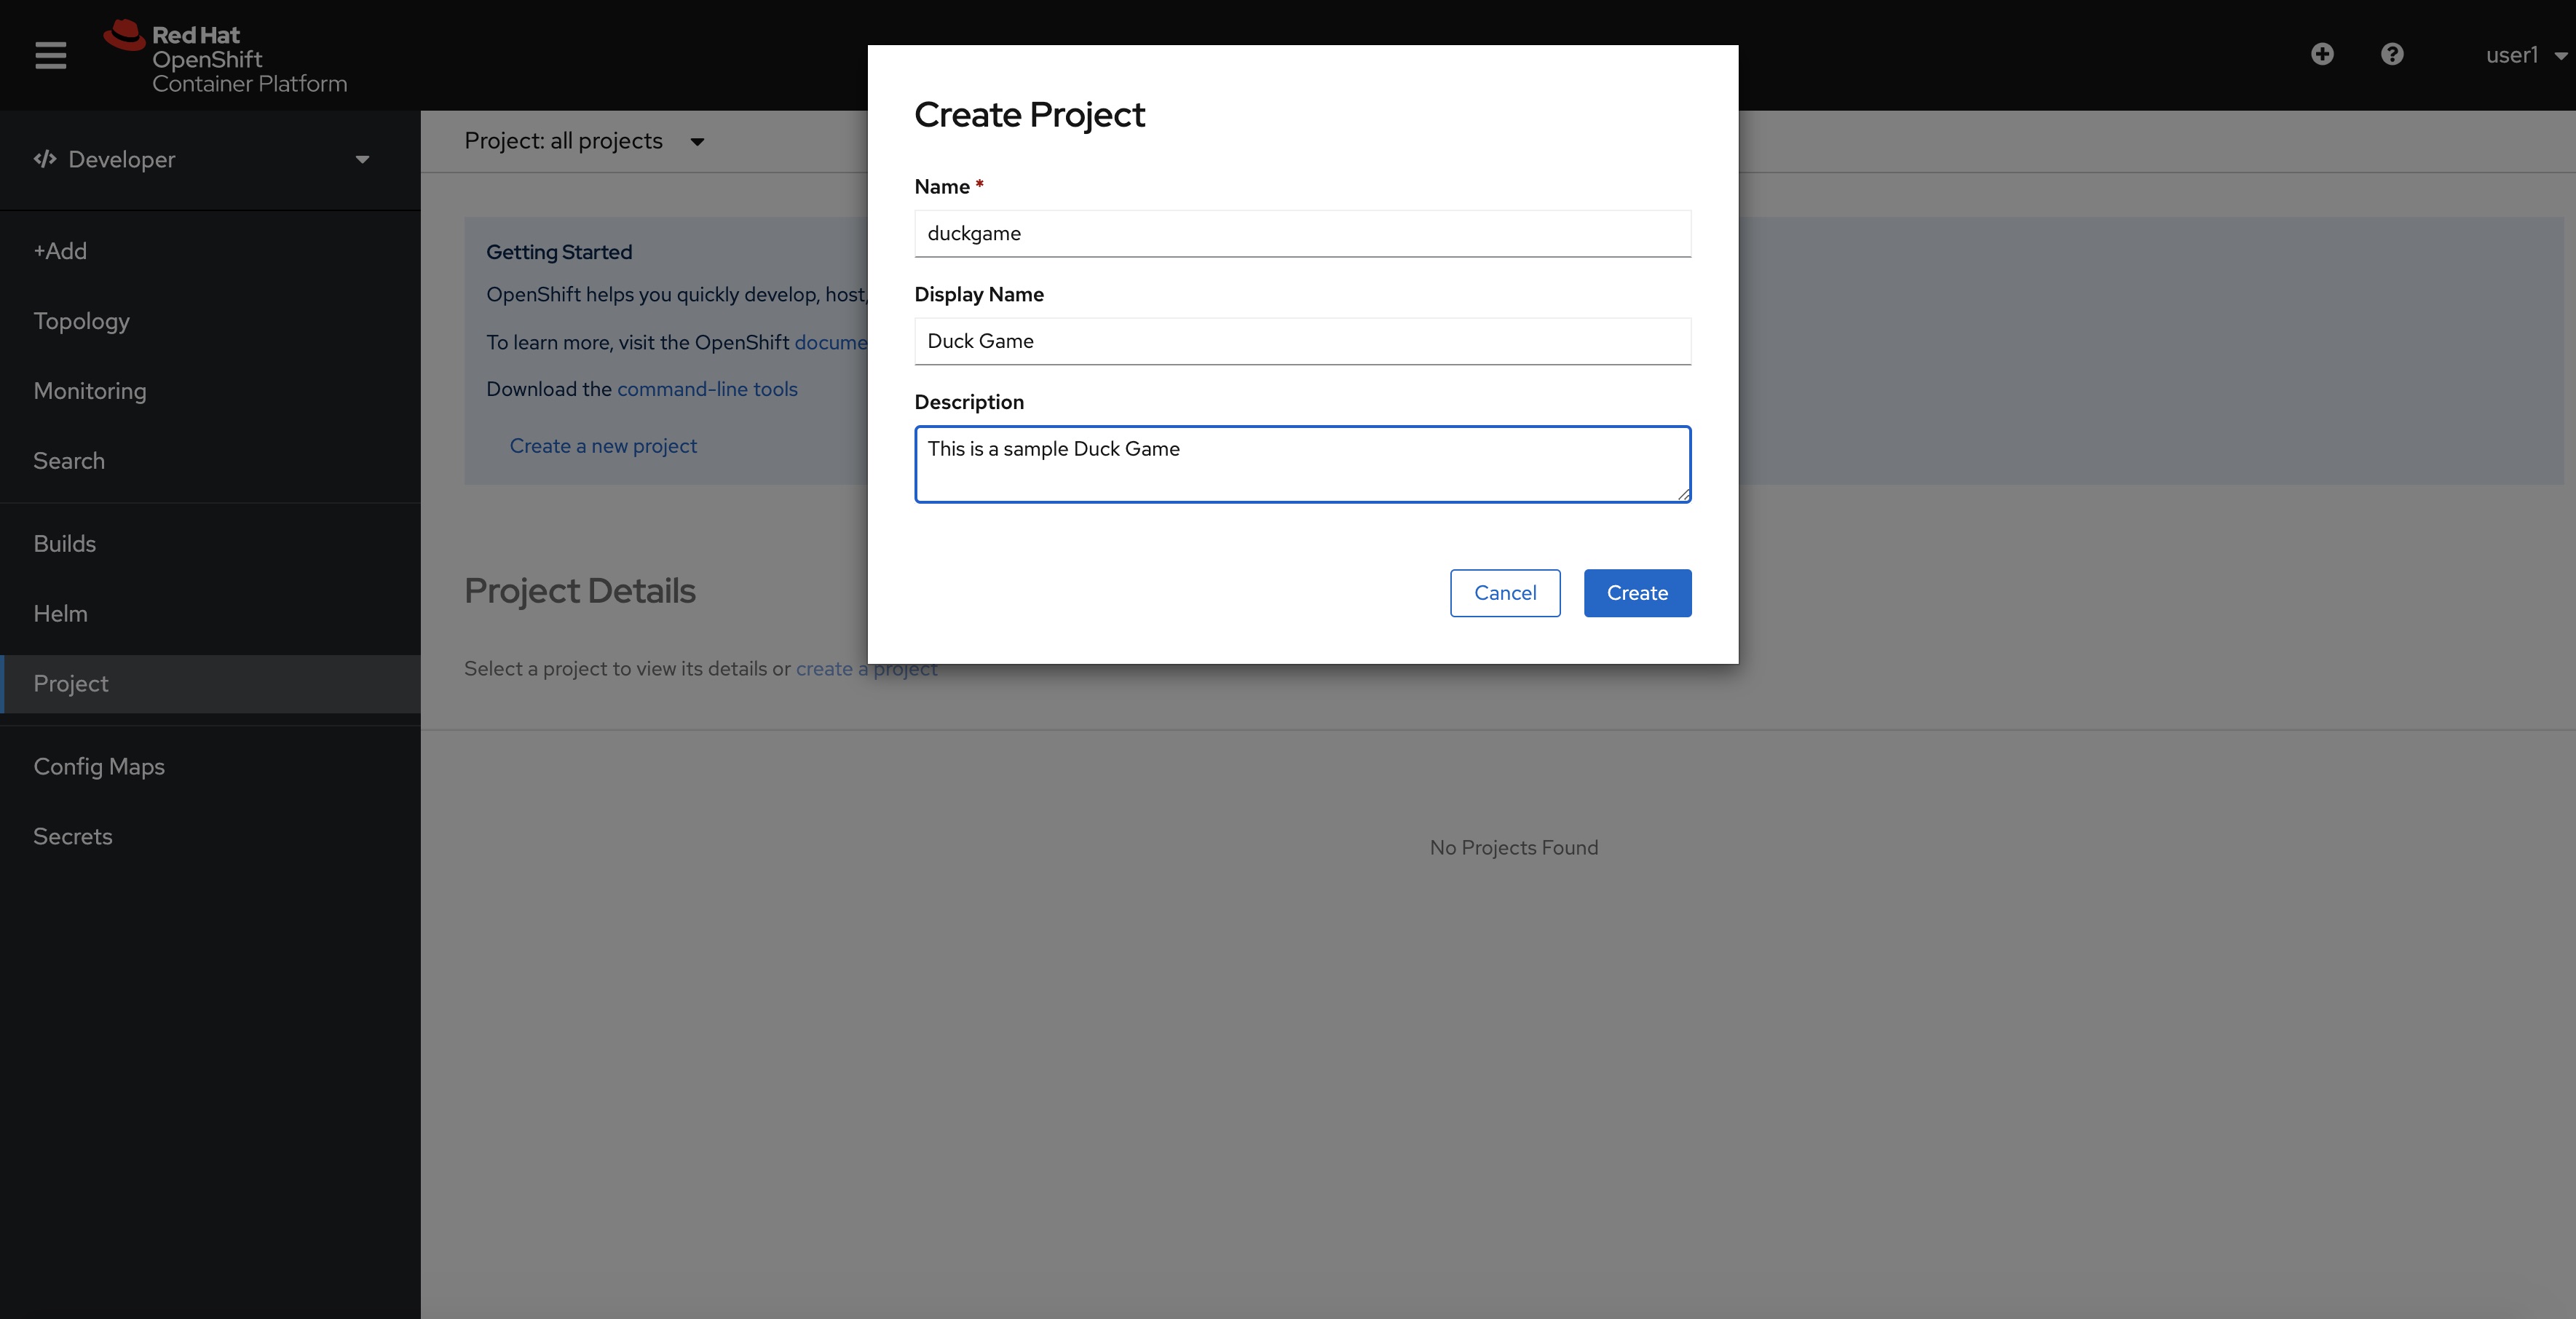 Red Hat
OpenShift
Container Platform
user1
Developer
+Add
Topology
Monitoring
Search
Builds
Helm
Project
Config Maps
Secrets
Project: all projects
Getting Started
OpenShift helps you quickly develop, host,
To learn more, visit the OpenShift docume
Download the command-line tools
Create a new project
Project Details
Select a project to view its details or create a project
No Projects Found
Create Project
Name *
duckgame
Display Name
Duck Game
Description
This is a sample Duck Game
Cancel
Create